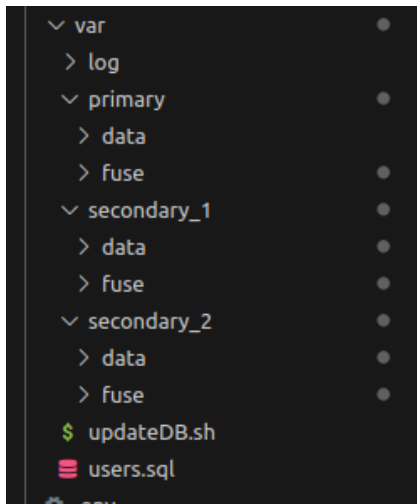 var
log
primary
data
fuse
secondary_1
data
fuse
secondary_2
data
fuse
$ updateDB.sh
users.sql